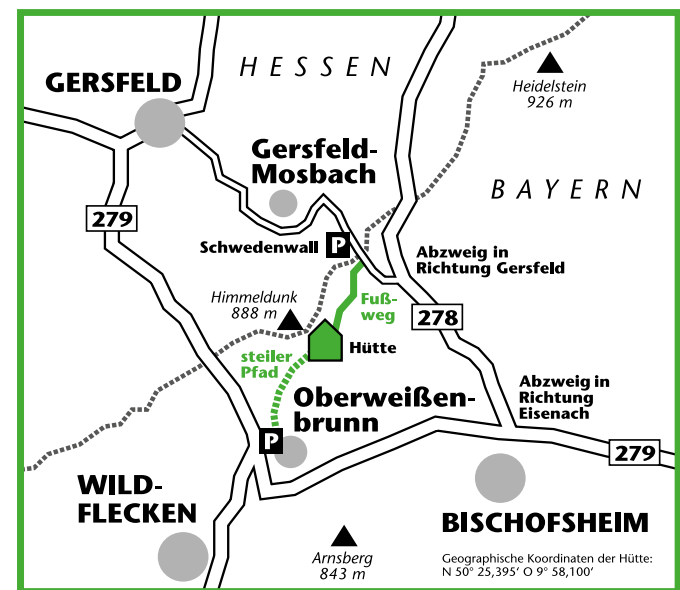 HESSEN
GERSFELD
Heidelstein
926 m
Gersfeld-
Mosbach
BAYERN
279
Schwedenwall
P
Abzweig in
Richtung Gersfeld
Himmeldunk
888 m
Fuß-
weg
278
Hütte
steiler
Pfad
Abzweig in
Richtung
Eisenach
Oberweißen-
brunn
P
279
WILD-
FLECKEN
BISCHOFSHEIM
Arnsberg
843 m
Geographische Koordinaten der Hütte:
N 50° 25,395‘ O 9° 58,100‘